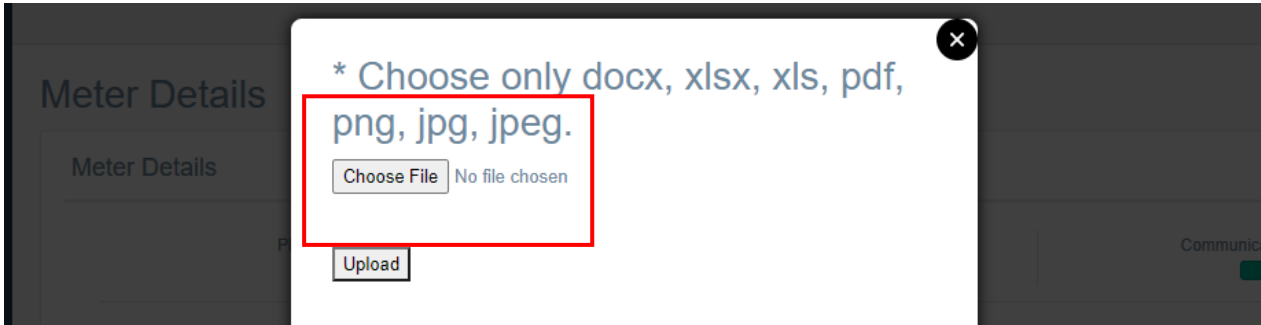 * Choose only docx, xlsx, xls, pdf,
png, jpg, jpeg.
Meter Details
Meter Details
Choose File No file chosen
P
Communica
Upload